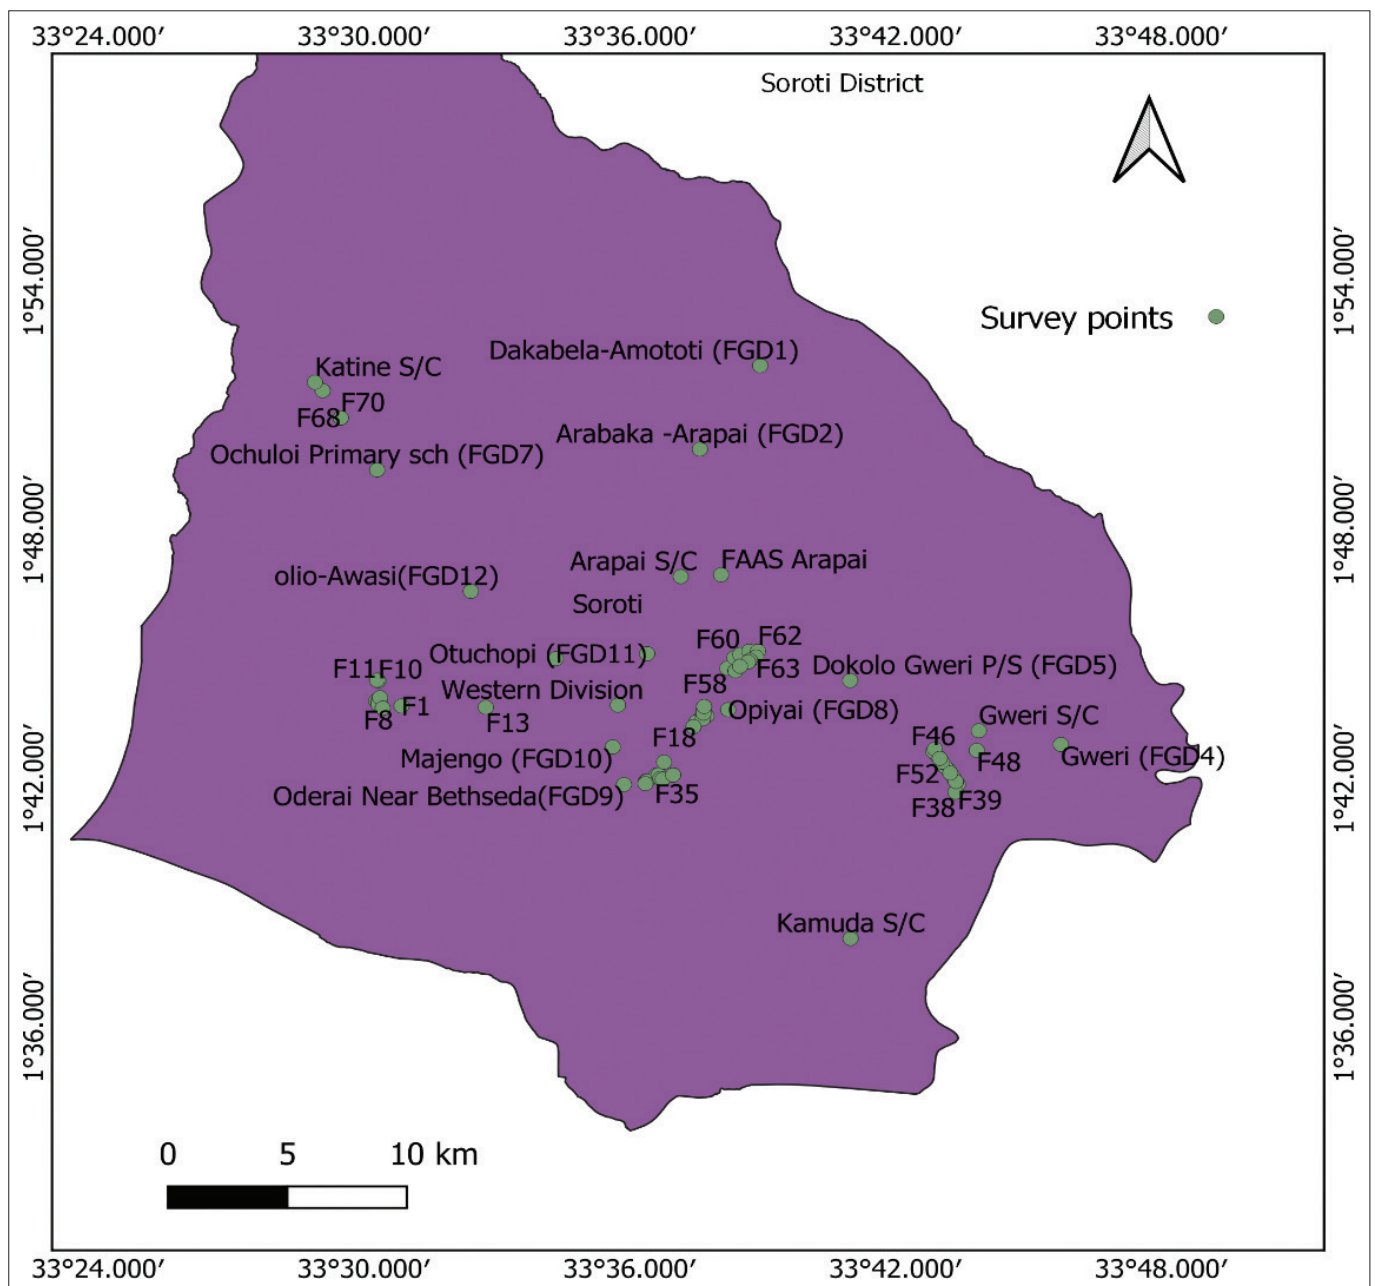 33°24.000′ 33°30.000′ 33°36.000′ 33°42.000′ 33°48.000′
Soroti District
1°54.000′
1°54.000′
Survey points
Dakabela-Amototi (FGD1)
Katine S/C
F70
F68
Arabaka -Arapai (FGD2)
Ochuloi Primary sch (FGD7)
1°48.000′
1°48.000′
Arapai S/C
FAAS Arapai
olio-Awasi(FGD12)
Soroti
F60
F62
Otuchopi (FGD11)
F11
F10
F63
Dokolo Gweri P/S (FGD5)
F58
Western Division
F1
F8
F13
Opiyai (FGD8)
Gweri S/C
F18
F46
Majengo (FGD10)
F48
Gweri (FGD4)
F52
1°42.000′
1°42.000′
Oderai Near Bethseda(FGD9)
F35
F38
F39
Kamuda S/C
1°36.000′
1°36.000′
0 5 10 km
33°24.000′ 33°30.000′ 33°36.000′ 33°42.000′ 33°48.000′